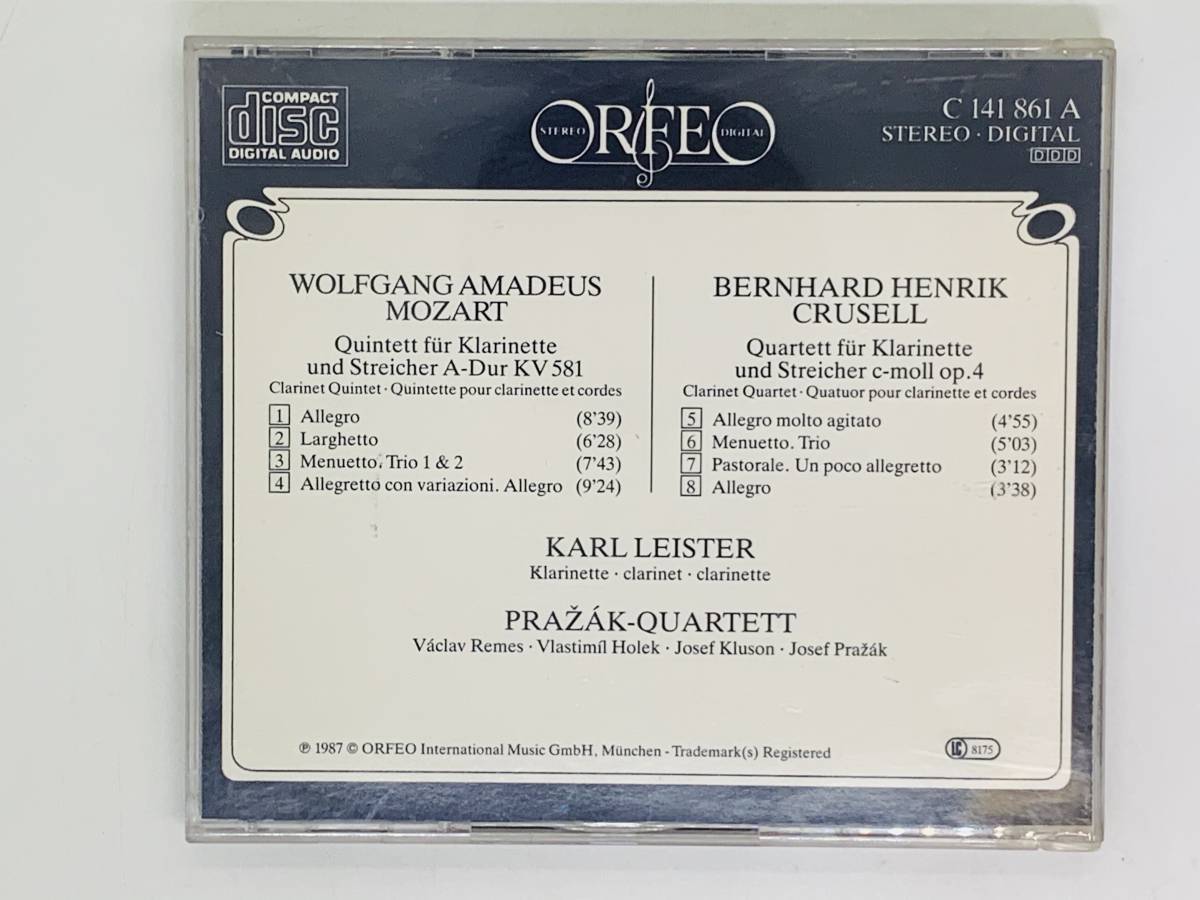 COMPACT
disc
DIGITAL AUDIO
STEREO ORFEO DIGITAL
C 141 861 A
STEREO · DIGITAL
DDD
WOLFGANG AMADEUS
MOZART
Quintett für Klarinette
und Streicher A-Dur KV 581
Clarinet Quintet · Quintette pour clarinette et cordes
1 Allegro (8'39)
2 Larghetto (6'28)
3 Menuetto. Trio 1 & 2 (7'43)
4 Allegretto con variazioni. Allegro (9'24)
BERNHARD HENRIK
CRUSELL
Quartett für Klarinette
und Streicher c-moll op. 4
Clarinet Quartet · Quatuor pour clarinette et cordes
5 Allegro molto agitato (4'55)
6 Menuetto. Trio (5'03)
7 Pastorale. Un poco allegretto (3'12)
8 Allegro (3'38)
KARL LEISTER
Klarinette · clarinet · clarinette
PRAŽÁK-QUARTETT
Václav Remes · Vlastimíl Holek · Josef Kluson · Josef Pražák
℗ 1987 © ORFEO International Music GmbH, München - Trademark(s) Registered
LC 8175